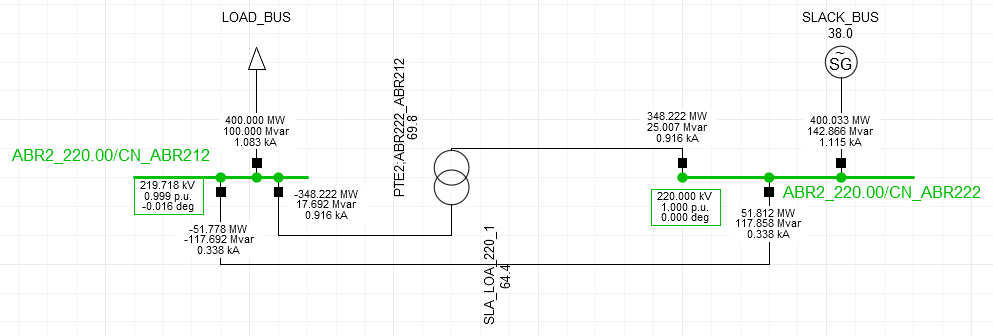 LOAD_BUS
SLACK_BUS
38.0
~
SG
PTE2;ABR222_ABR212
69.8
400.000 MW
100.000 Mvar
1.083 kA
348.222 MW
25.007 Mvar
0.916 kA
400.033 MW
142.866 Mvar
1.115 kA
ABR2_220.00/CN_ABR212
219.718 kV
0.999 p.u.
-0.016 deg
-348.222 MW
17.692 Mvar
0.916 kA
220.000 kV
1.000 p.u.
0.000 deg
ABR2_220.00/CN_ABR222
-51.778 MW
-117.692 Mvar
0.338 kA
51.812 MW
117.858 Mvar
0.338 kA
SLA_LOA_220_1
64.4